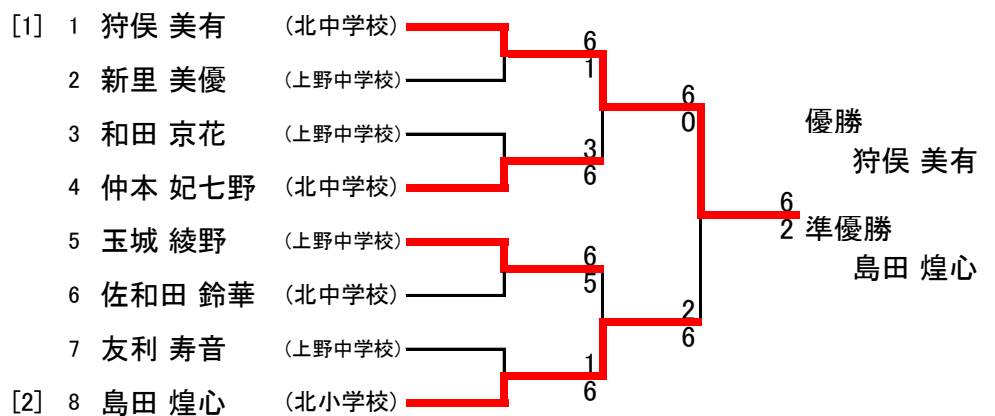 [1] 1 狩俣 美有 (北中学校)
2 新里 美優 (上野中学校)
3 和田 京花 (上野中学校)
4 仲本 妃七野 (北中学校)
5 玉城 綾野 (上野中学校)
6 佐和田 鈴華 (北中学校)
7 友利 寿音 (上野中学校)
[2] 8 島田 煌心 (北小学校)
6
1
3
6
6
5
1
6
6
0
2
6
6
2
優勝
狩俣 美有
準優勝
島田 煌心